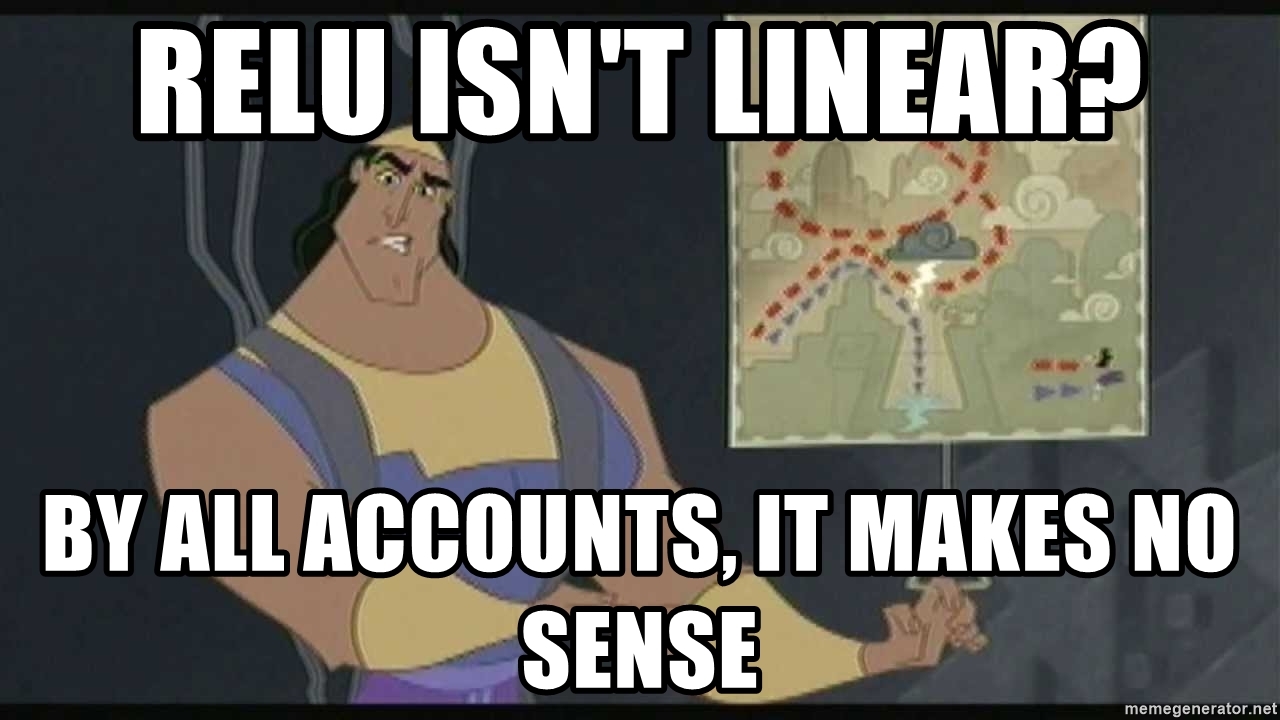 RELU ISN'T LINEAR?
BY ALL ACCOUNTS, IT MAKES NO
SENSE
memegenerator.net